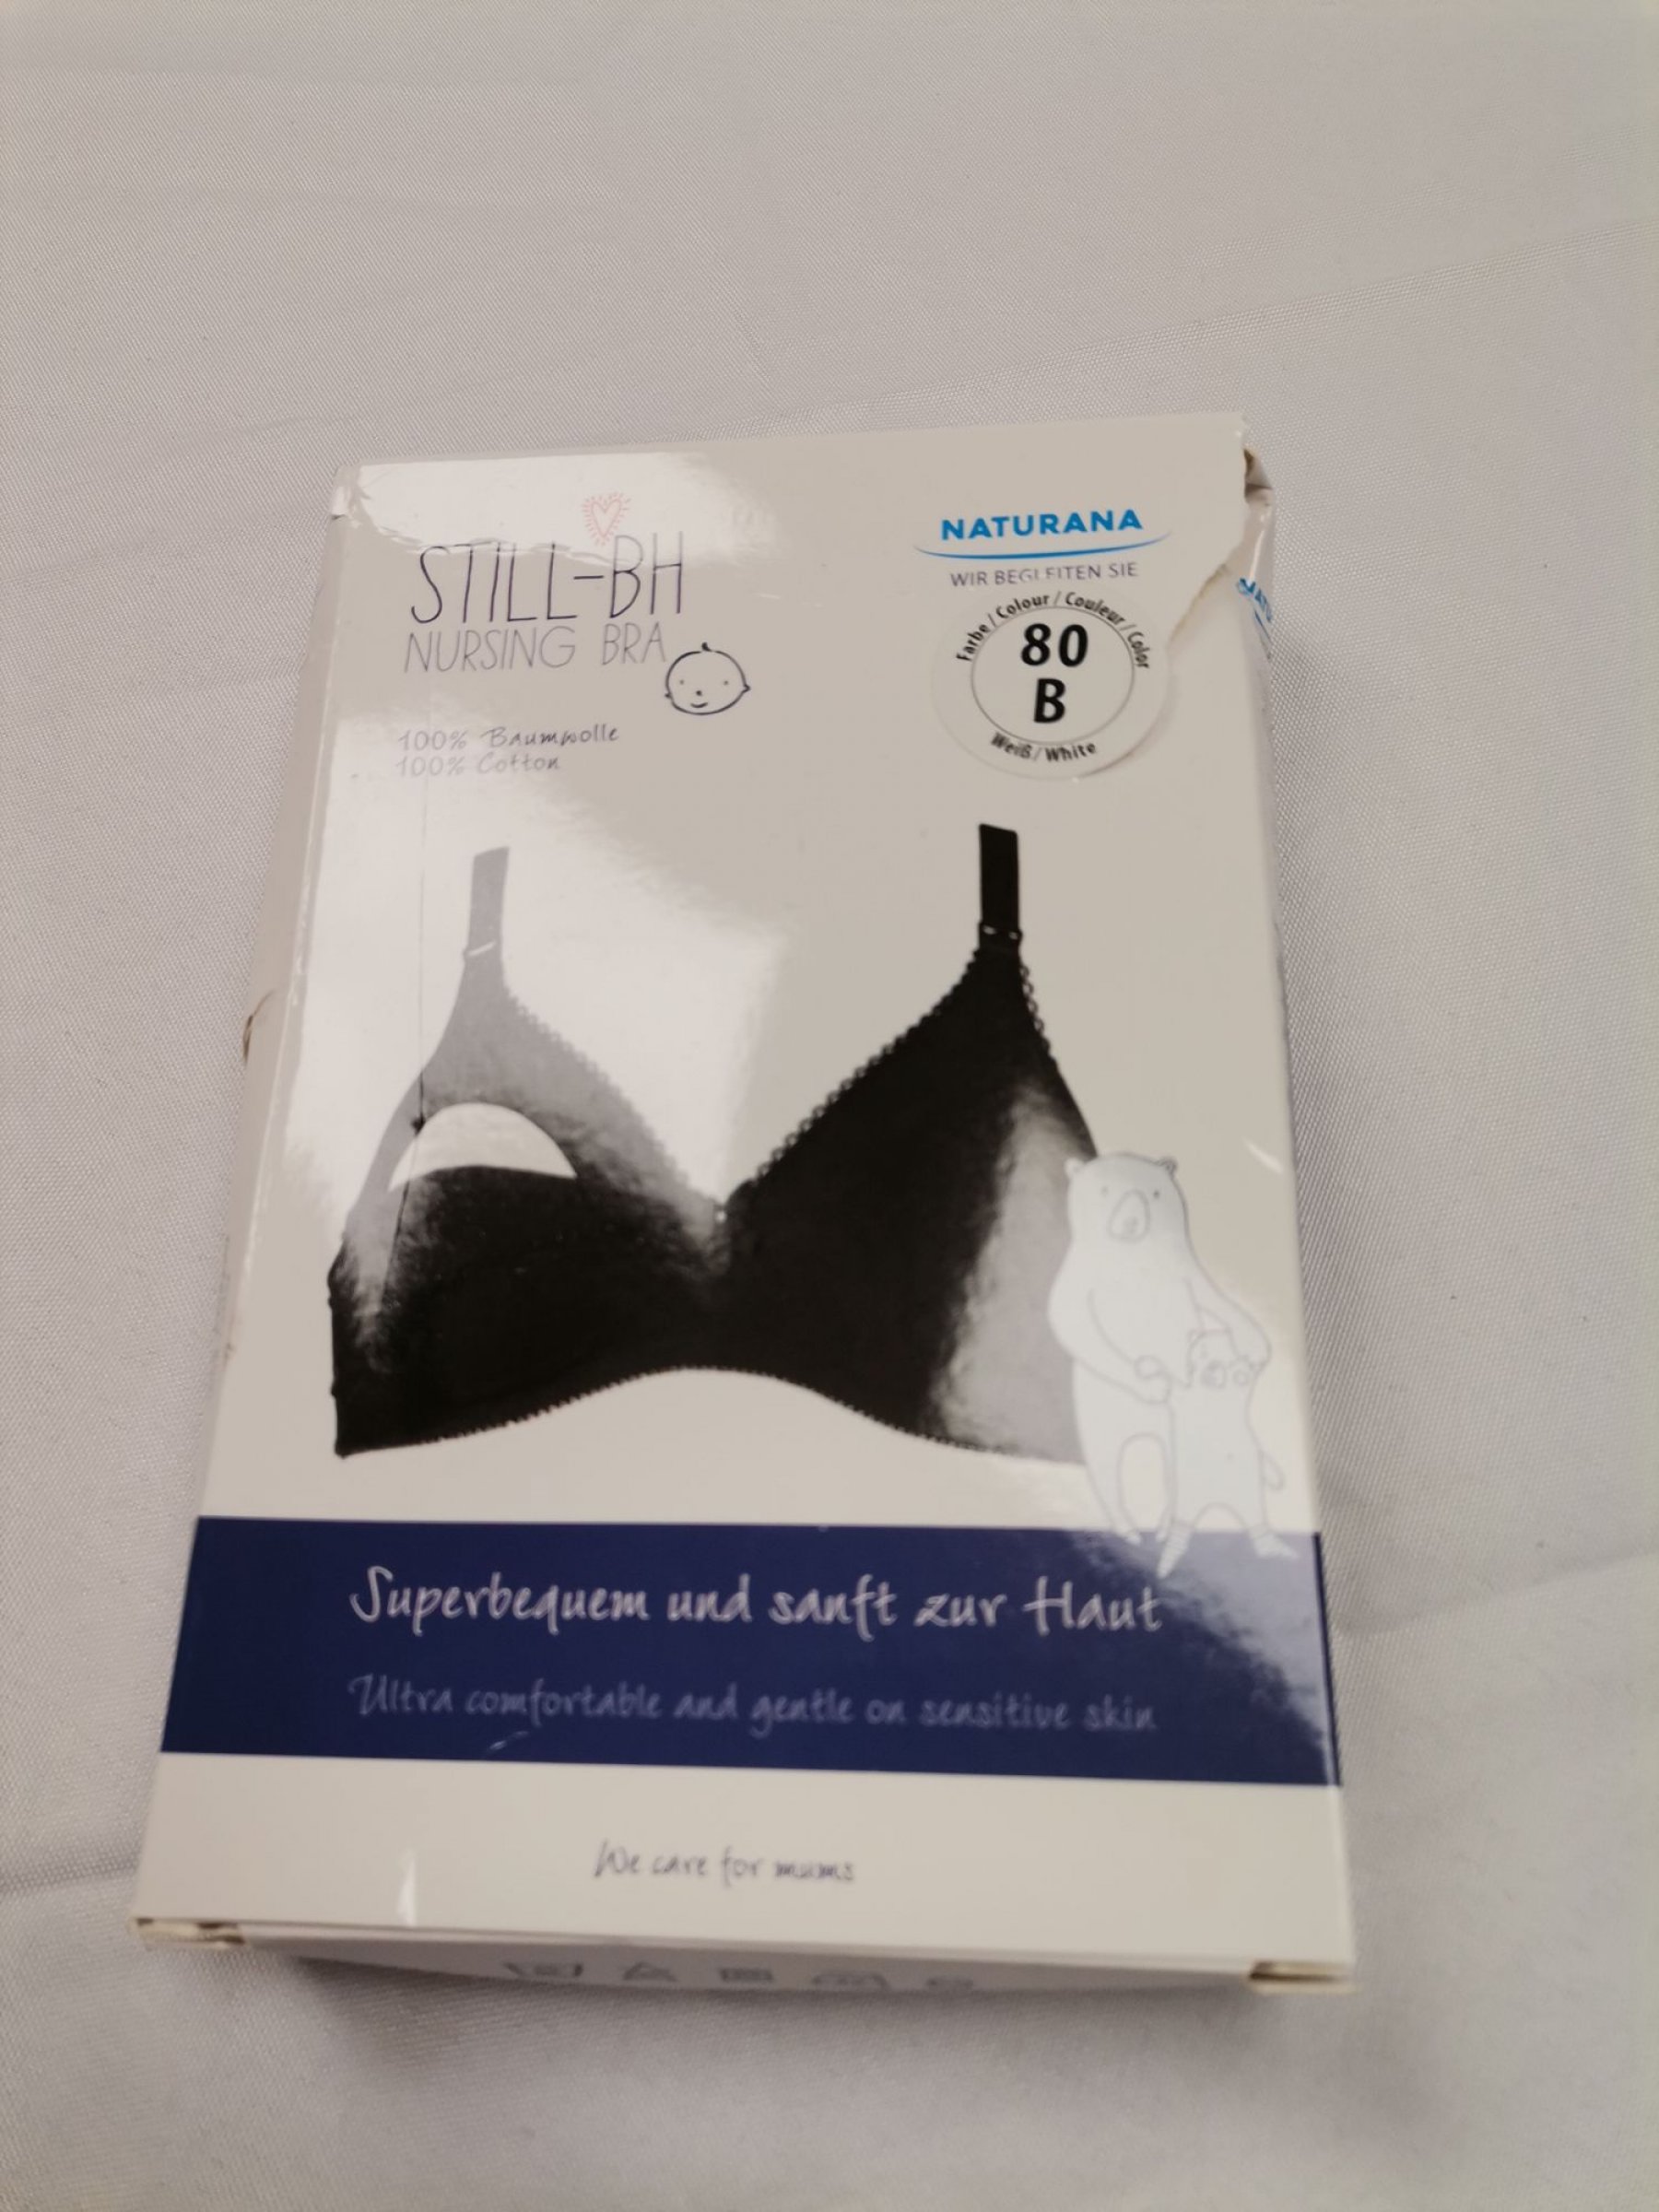 STILL-BH
NURSING BRA
100% Baumwolle
100% Cotton
NATURANA
WIR BEGLEITEN SIE
Farbe / Colour / Couleur / Color
80
B
Weiß / White
Superbequem und sanft zur Haut
Ultra comfortable and gentle on sensitive skin
We care for mums